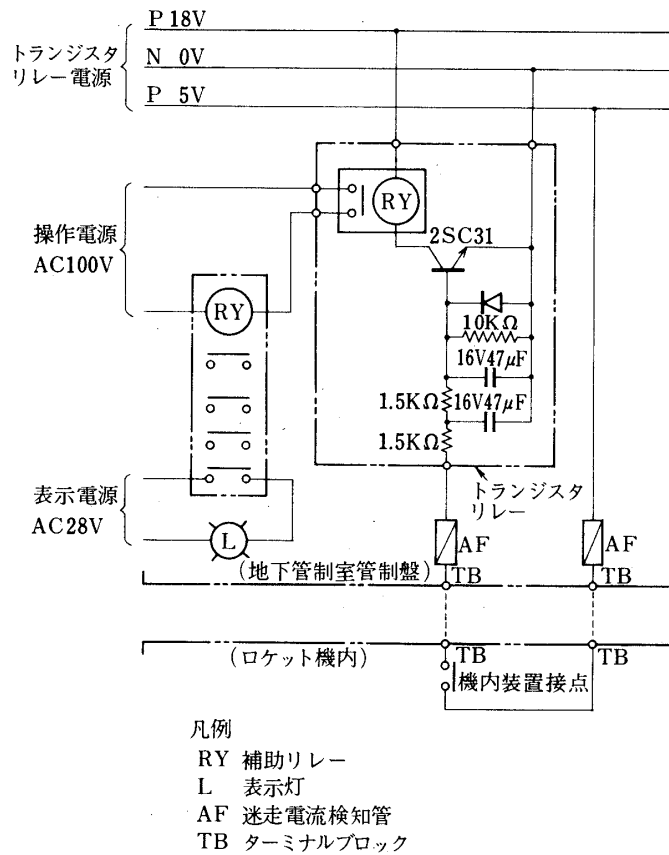 P 18V
トランジスタ
リレー電源
N 0V
P 5V
操作電源
AC100V
RY
2SC31
RY
10KΩ
16V47μF
1.5KΩ
16V47μF
1.5KΩ
表示電源
AC28V
トランジスタ
リレー
L
AF
AF
(地下管制室管制盤)
TB
TB
(ロケット機内)
TB
TB
機内装置接点
凡例
RY 補助リレー
L 表示灯
AF 迷走電流検知管
TB ターミナルブロック